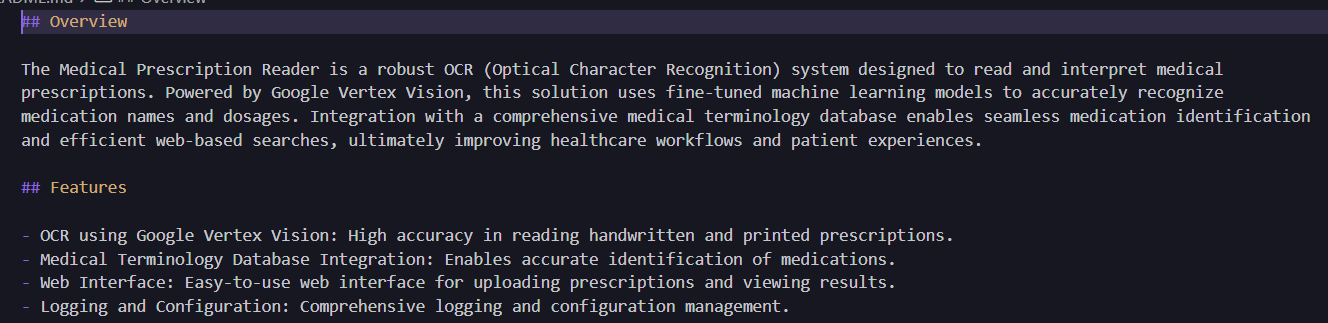 ## Overview
The Medical Prescription Reader is a robust OCR (Optical Character Recognition) system designed to read and interpret medical
prescriptions. Powered by Google Vertex Vision, this solution uses fine-tuned machine learning models to accurately recognize
medication names and dosages. Integration with a comprehensive medical terminology database enables seamless medication identification
and efficient web-based searches, ultimately improving healthcare workflows and patient experiences.
## Features
- OCR using Google Vertex Vision: High accuracy in reading handwritten and printed prescriptions.
- Medical Terminology Database Integration: Enables accurate identification of medications.
- Web Interface: Easy-to-use web interface for uploading prescriptions and viewing results.
- Logging and Configuration: Comprehensive logging and configuration management.